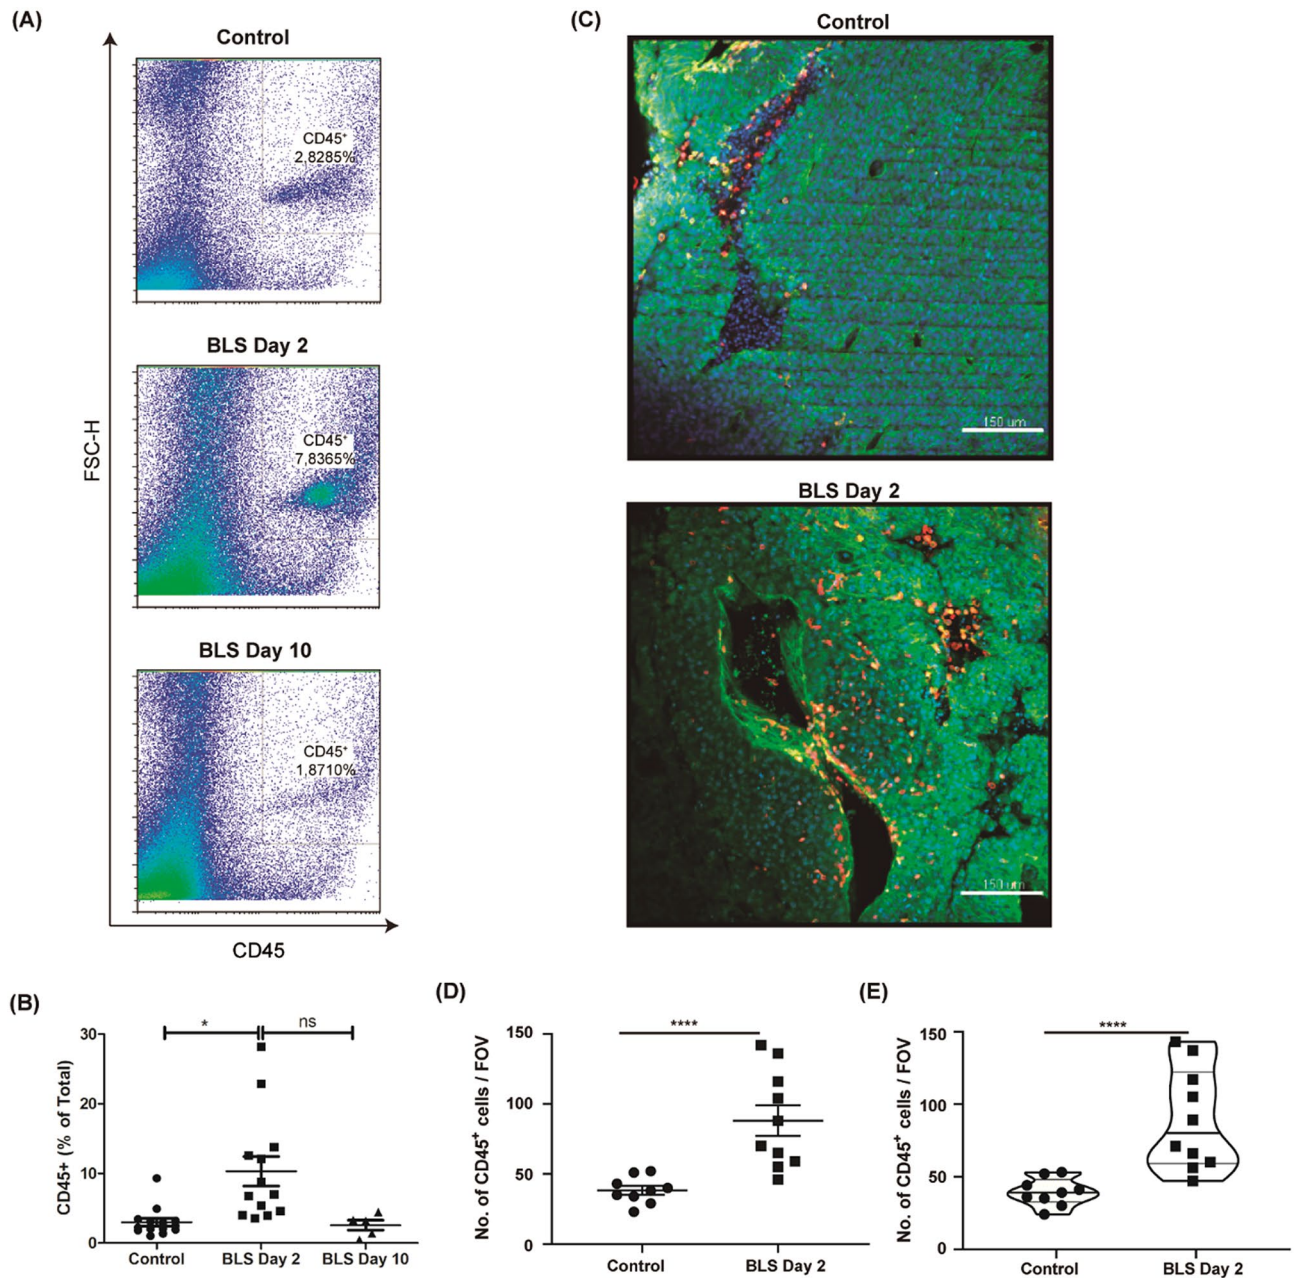 (A)
Control
CD45⁺
2,8285%
BLS Day 2
CD45⁺
7,8365%
BLS Day 10
CD45⁺
1,8710%
FSC-H
CD45
(C)
Control
150 um
BLS Day 2
150 um
(B)
CD45+ (% of Total)
30
20
10
0
*
ns
Control
BLS Day 2
BLS Day 10
(D)
No. of CD45⁺ cells / FOV
150
100
50
0
****
Control
BLS Day 2
(E)
No. of CD45⁺ cells / FOV
150
100
50
0
****
Control
BLS Day 2